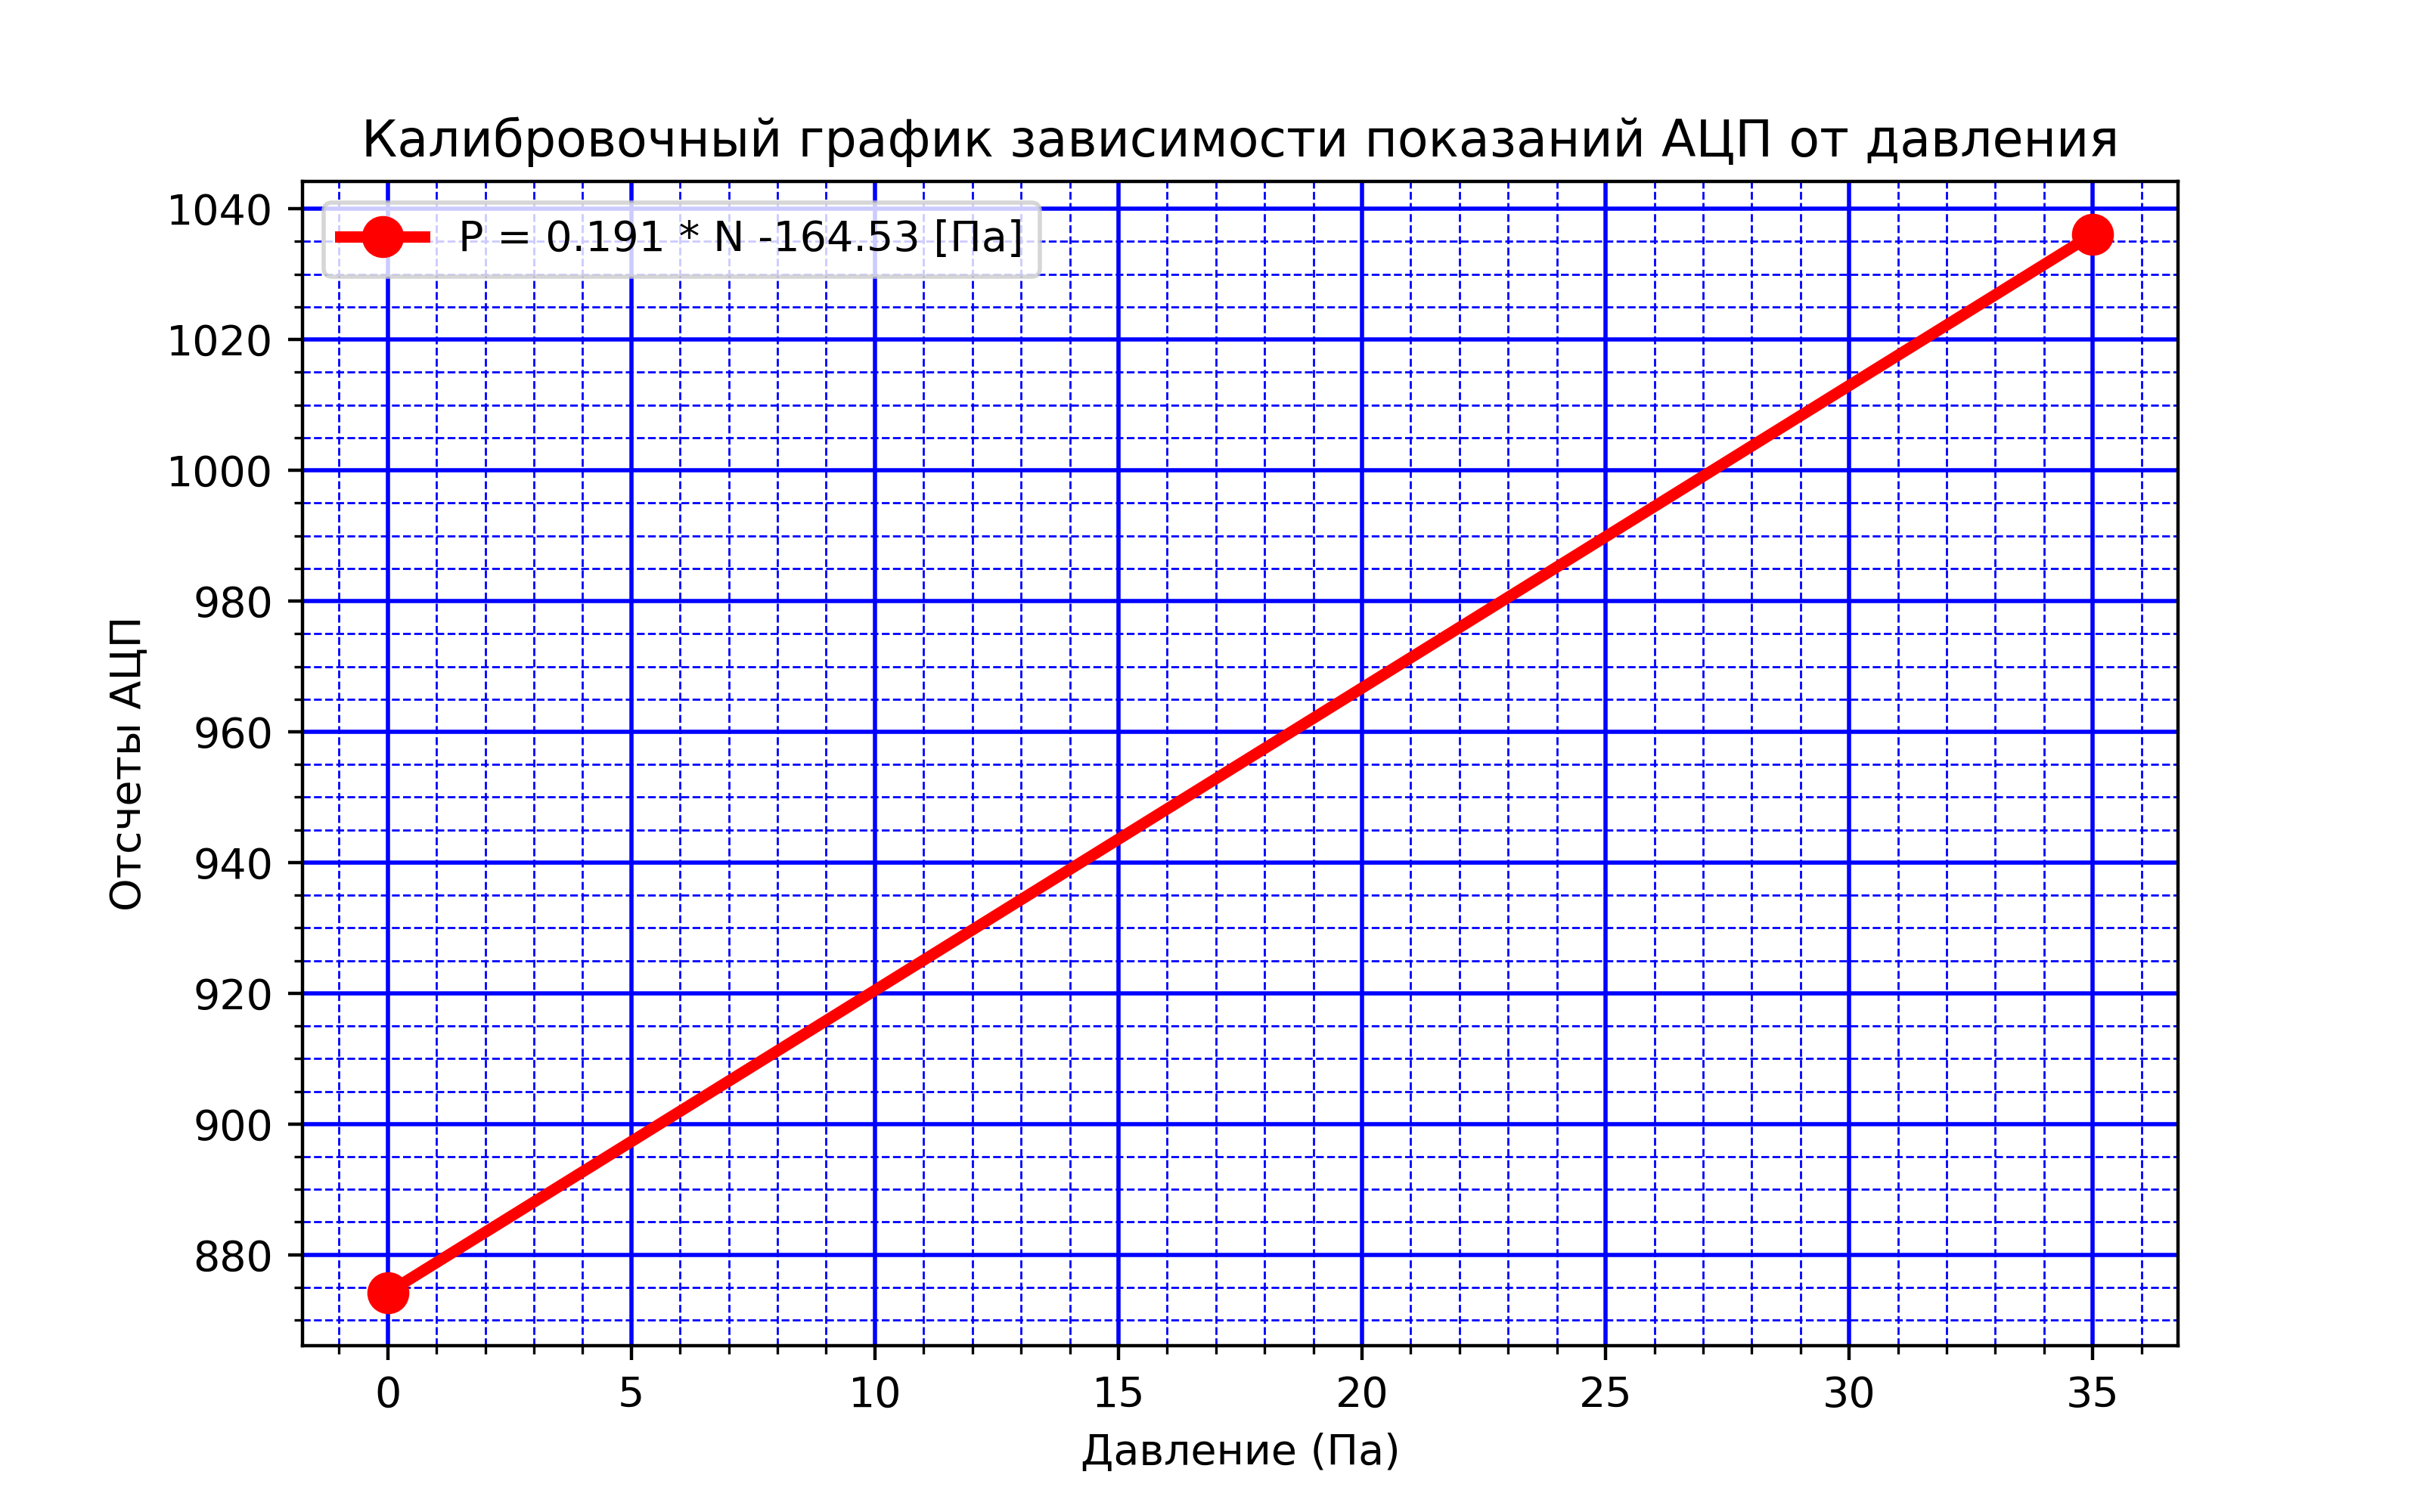 Калибровочный график зависимости показаний АЦП от давления
P = 0.191 * N -164.53 [Па]
1040
1020
1000
980
960
940
920
900
880
Отсчеты АЦП
0 5 10 15 20 25 30 35
Давление (Па)